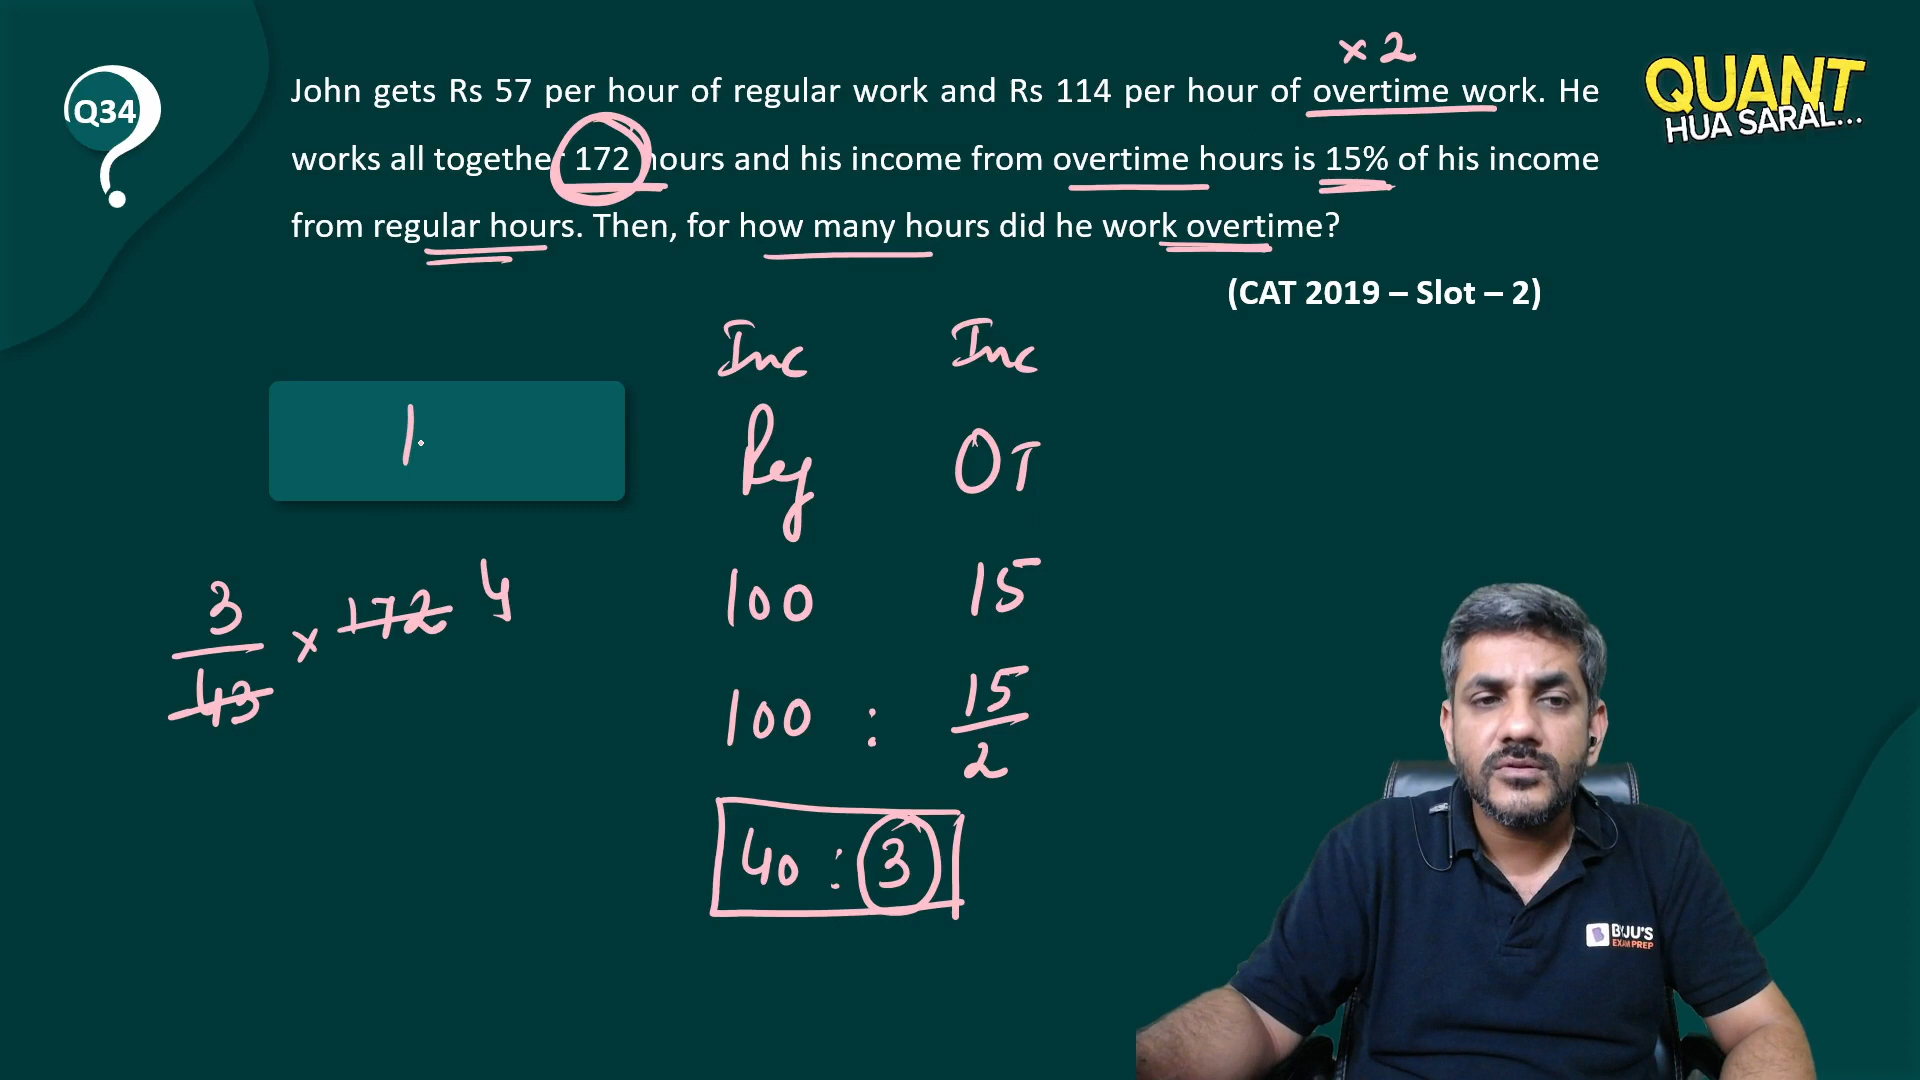 Q34
John gets Rs 57 per hour of regular work and Rs 114 per hour of overtime work. He
works all together 172 hours and his income from overtime hours is 15% of his income
from regular hours. Then, for how many hours did he work overtime?
(CAT 2019 – Slot – 2)
× 2
QUANT
HUA SARAL...
Inc Inc
Reg OT
100 15
100 : 15/2
40 : 3
1
3/43 × 172 4
BYJU'S
EXAM PREP